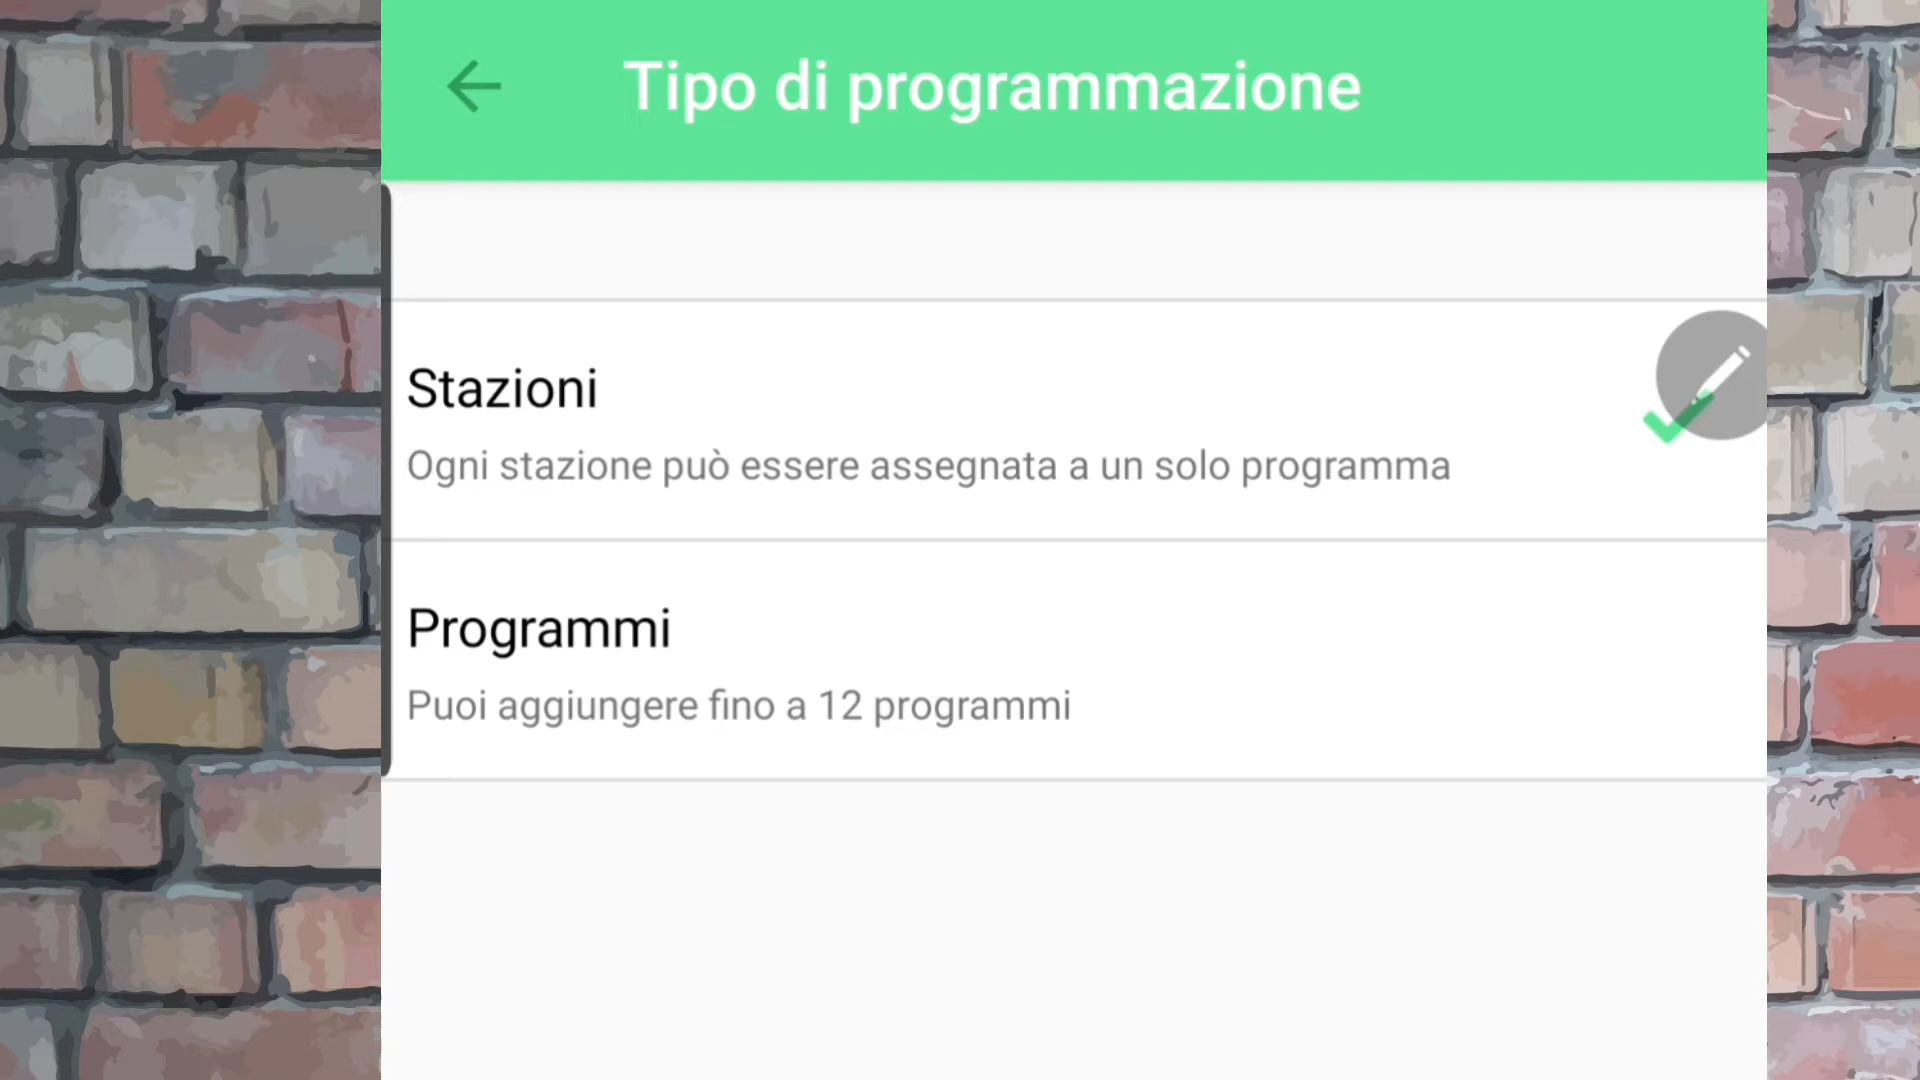 Tipo di programmazione
Stazioni
Ogni stazione può essere assegnata a un solo programma
Programmi
Puoi aggiungere fino a 12 programmi